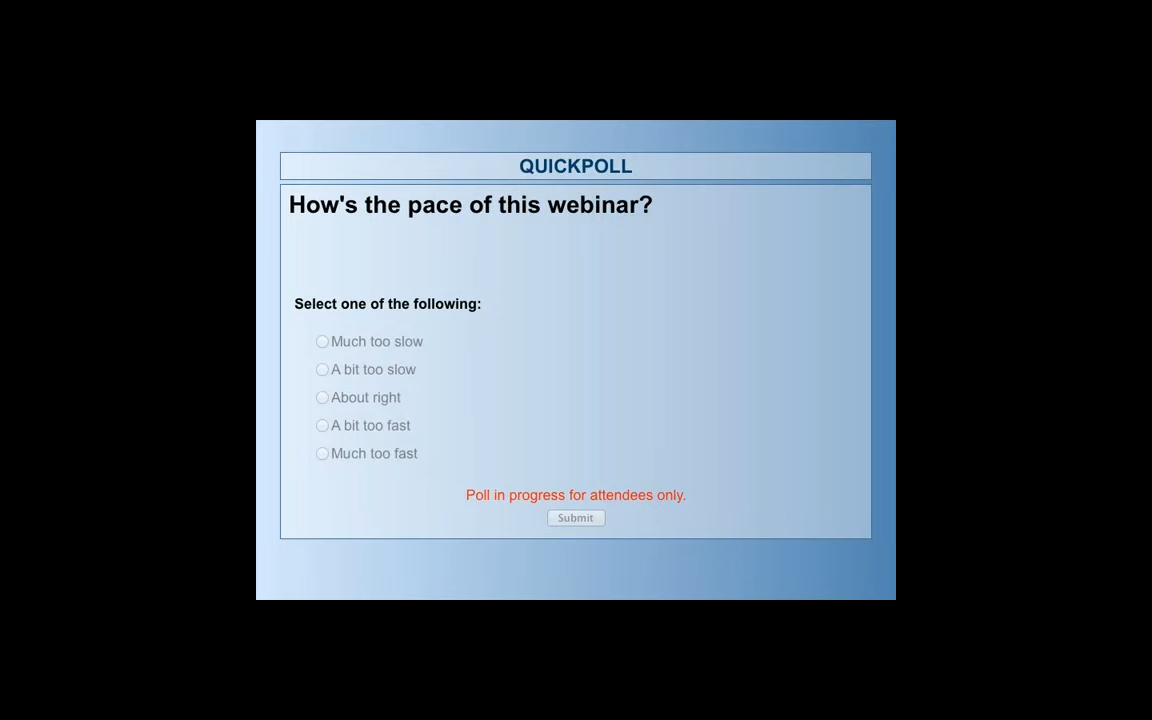 QUICKPOLL
How's the pace of this webinar?
Select one of the following:
Much too slow
A bit too slow
About right
A bit too fast
Much too fast
Poll in progress for attendees only.
Submit